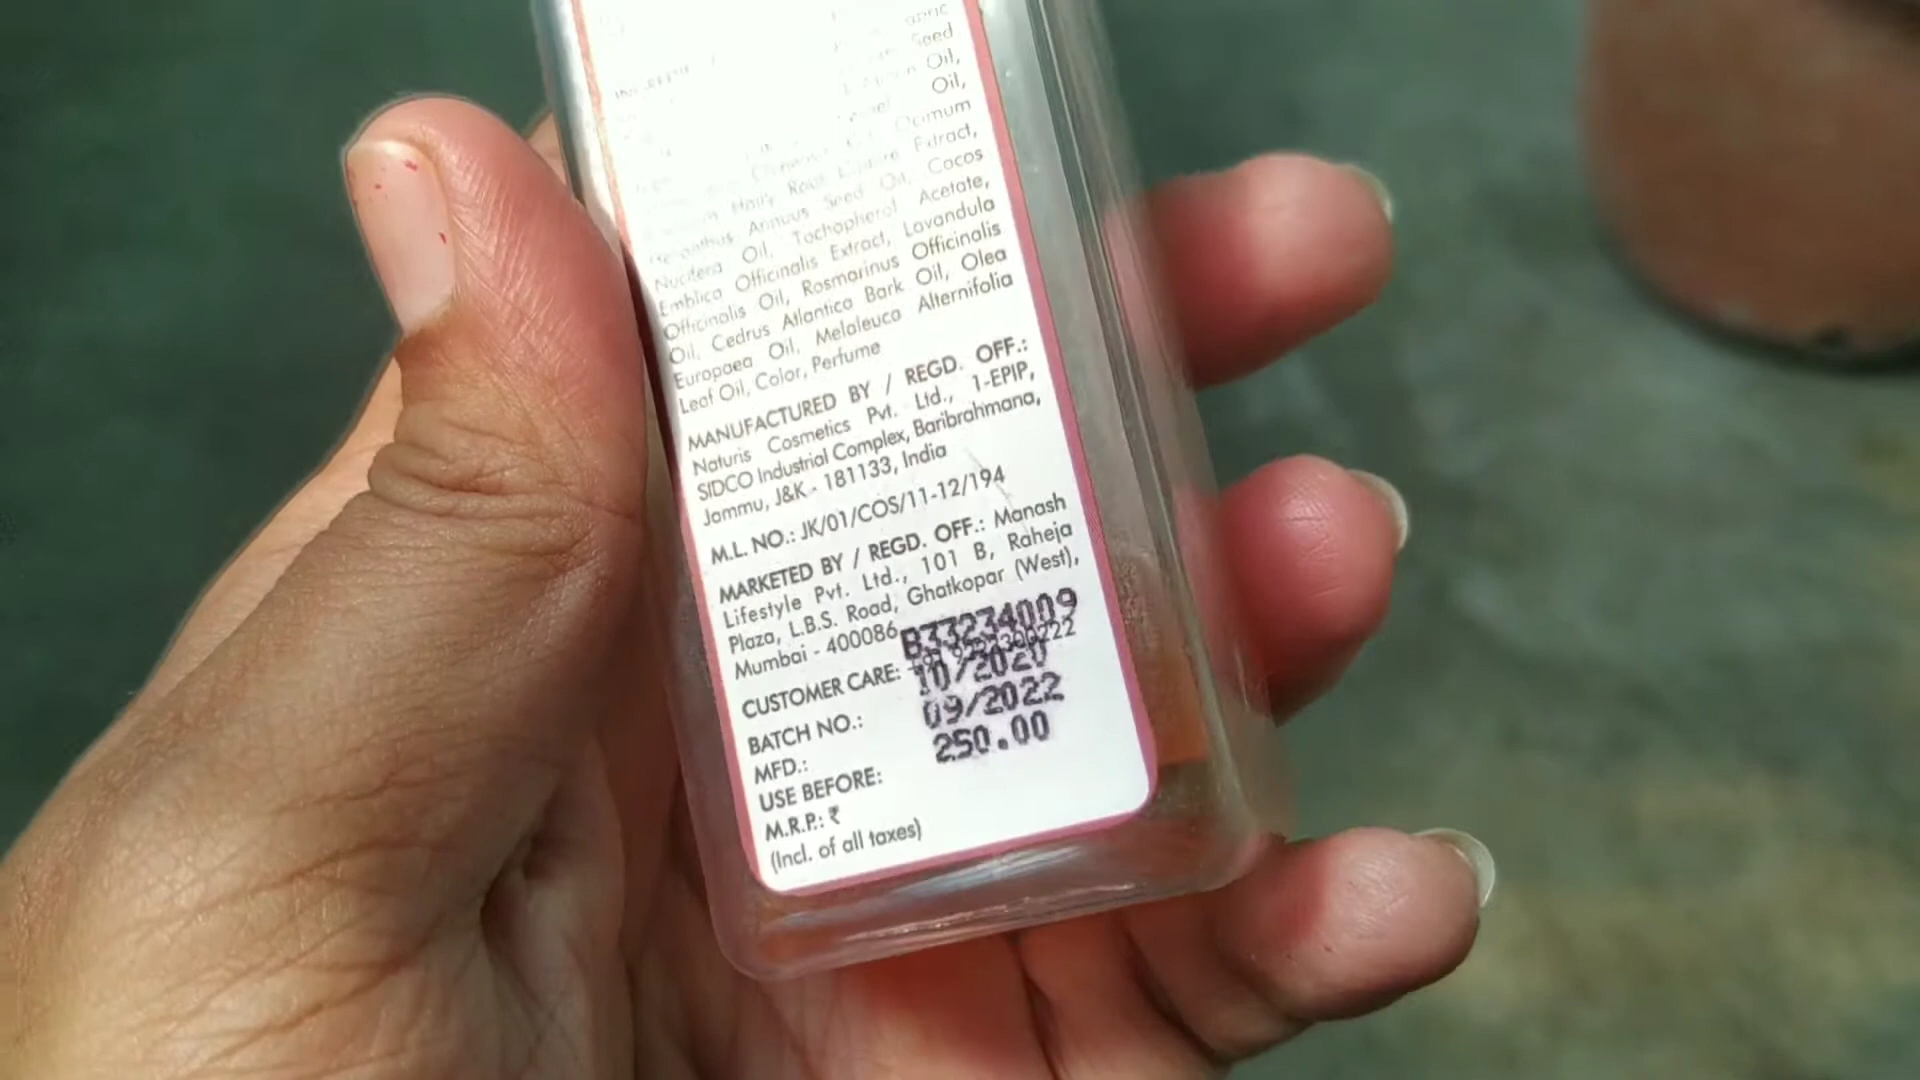 Seed
Oil,
Oil,
Ocimum
Root Extract,
Annuus Seed Oil, Cocos
Nucifera Oil, Tochopherol Acetate,
Emblica Officinalis Extract, Lavandula
Officinalis Oil, Rosmarinus Officinalis
Oil, Cedrus Atlantica Bark Oil, Olea
Europaea Oil, Melaleuca Alternifolia
Leaf Oil, Color, Perfume
MANUFACTURED BY / REGD. OFF.:
Naturis Cosmetics Pvt. Ltd., 1-EPIP,
SIDCO Industrial Complex, Baribrahmana,
Jammu, J&K - 181133, India
M.L. NO.: JK/01/COS/11-12/194
MARKETED BY / REGD. OFF.: Manash
Lifestyle Pvt. Ltd., 101 B, Raheja
Plaza, L.B.S. Road, Ghatkopar (West),
Mumbai - 400086
B33234009
CUSTOMER CARE:
10/2020
BATCH NO.:
09/2022
MFD.:
250.00
USE BEFORE:
M.R.P.: ₹
(Incl. of all taxes)